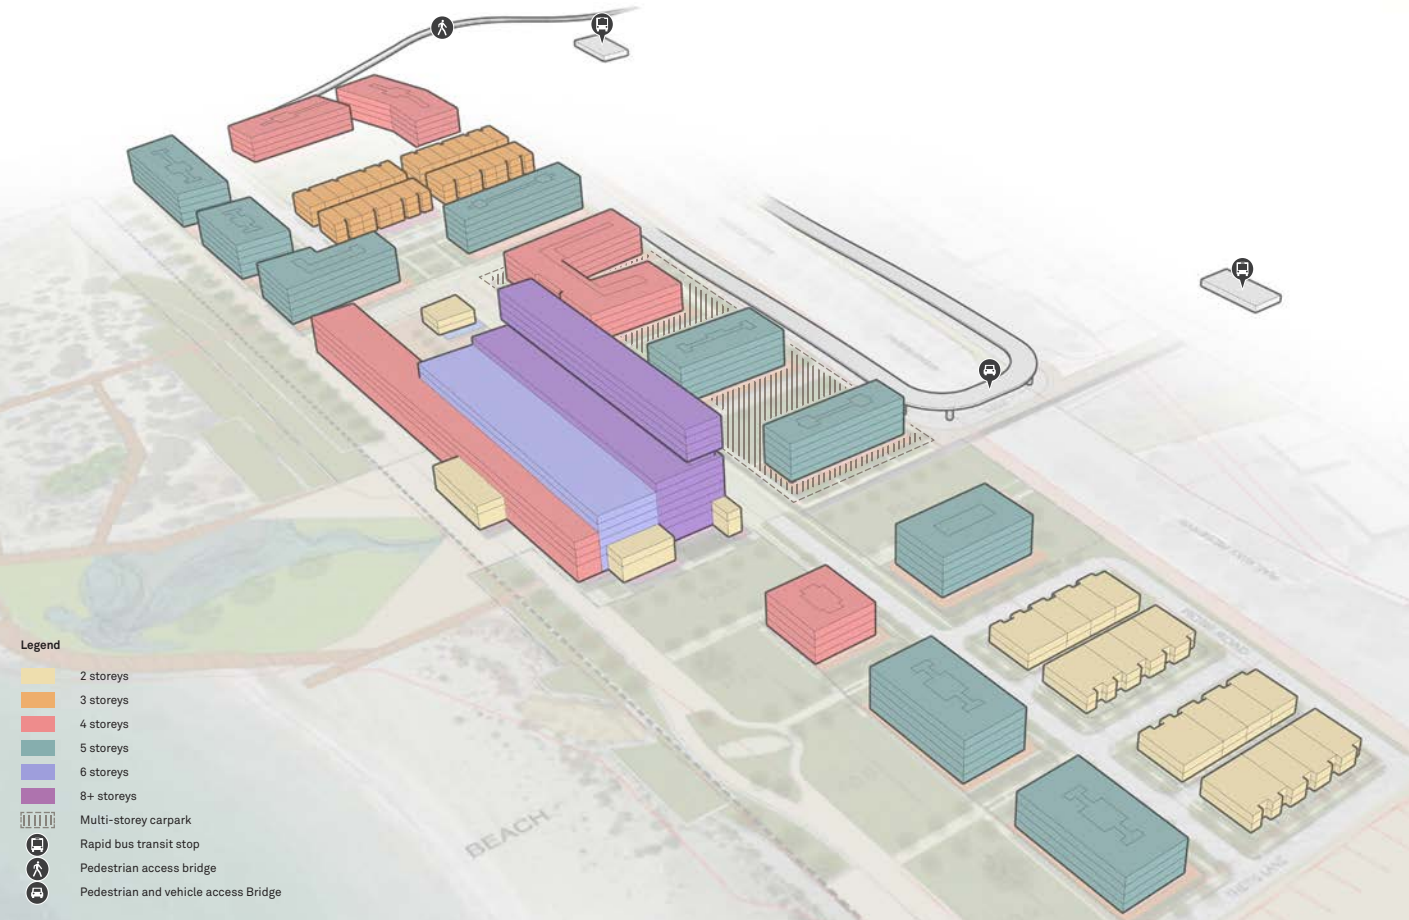 BEACH
Legend
2 storeys
3 storeys
4 storeys
5 storeys
6 storeys
8+ storeys
Multi-storey carpark
Rapid bus transit stop
Pedestrian access bridge
Pedestrian and vehicle access Bridge